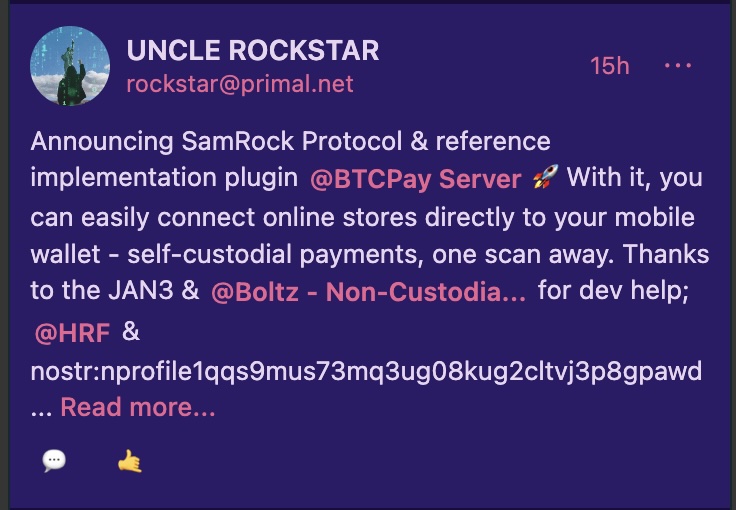 UNCLE ROCKSTAR
rockstar@primal.net
15h
Announcing SamRock Protocol & reference
implementation plugin @BTCPay Server 🚀 With it, you
can easily connect online stores directly to your mobile
wallet - self-custodial payments, one scan away. Thanks
to the JAN3 & @Boltz - Non-Custodia... for dev help;
@HRF &
nostr:nprofile1qqs9mus73mq3ug08kug2cltvj3p8gpawd
... Read more...